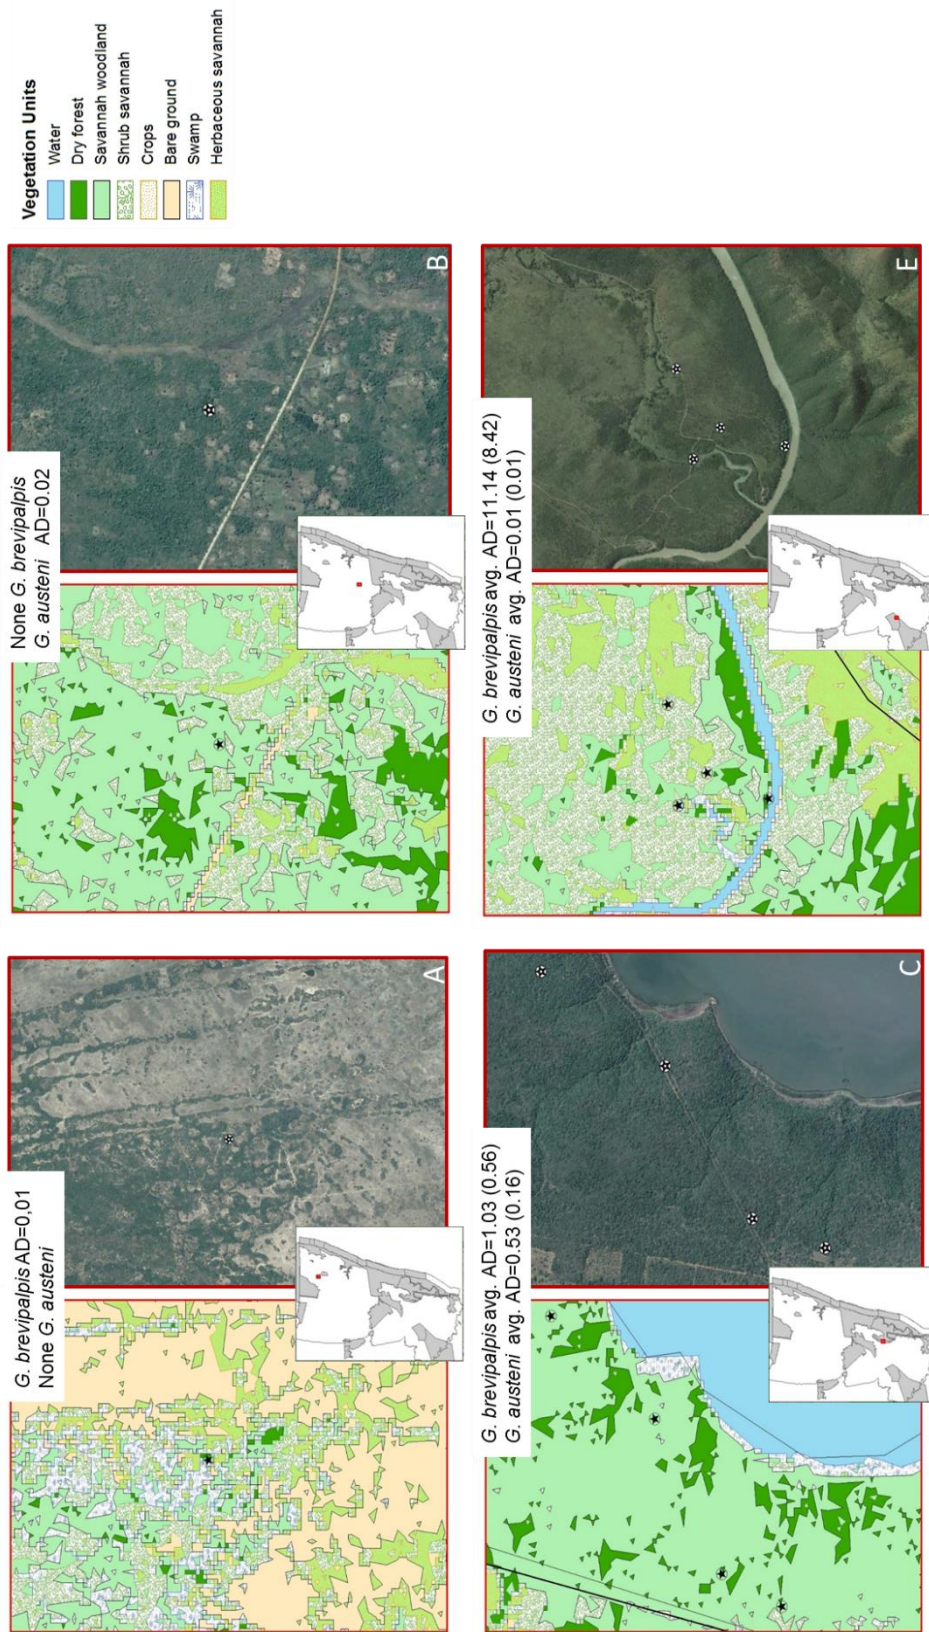 Vegetation Units
Water
Dry forest
Savannah woodland
Shrub savannah
Crops
Bare ground
Swamp
Herbaceous savannah
G. brevipalpis AD=0,01
None G. austeni
A
None G. brevipalpis
G. austeni AD=0.02
B
G. brevipalpis avg. AD=1.03 (0.56)
G. austeni avg. AD=0.53 (0.16)
C
G. brevipalpis avg. AD=11.14 (8.42)
G. austeni avg. AD=0.01 (0.01)
E